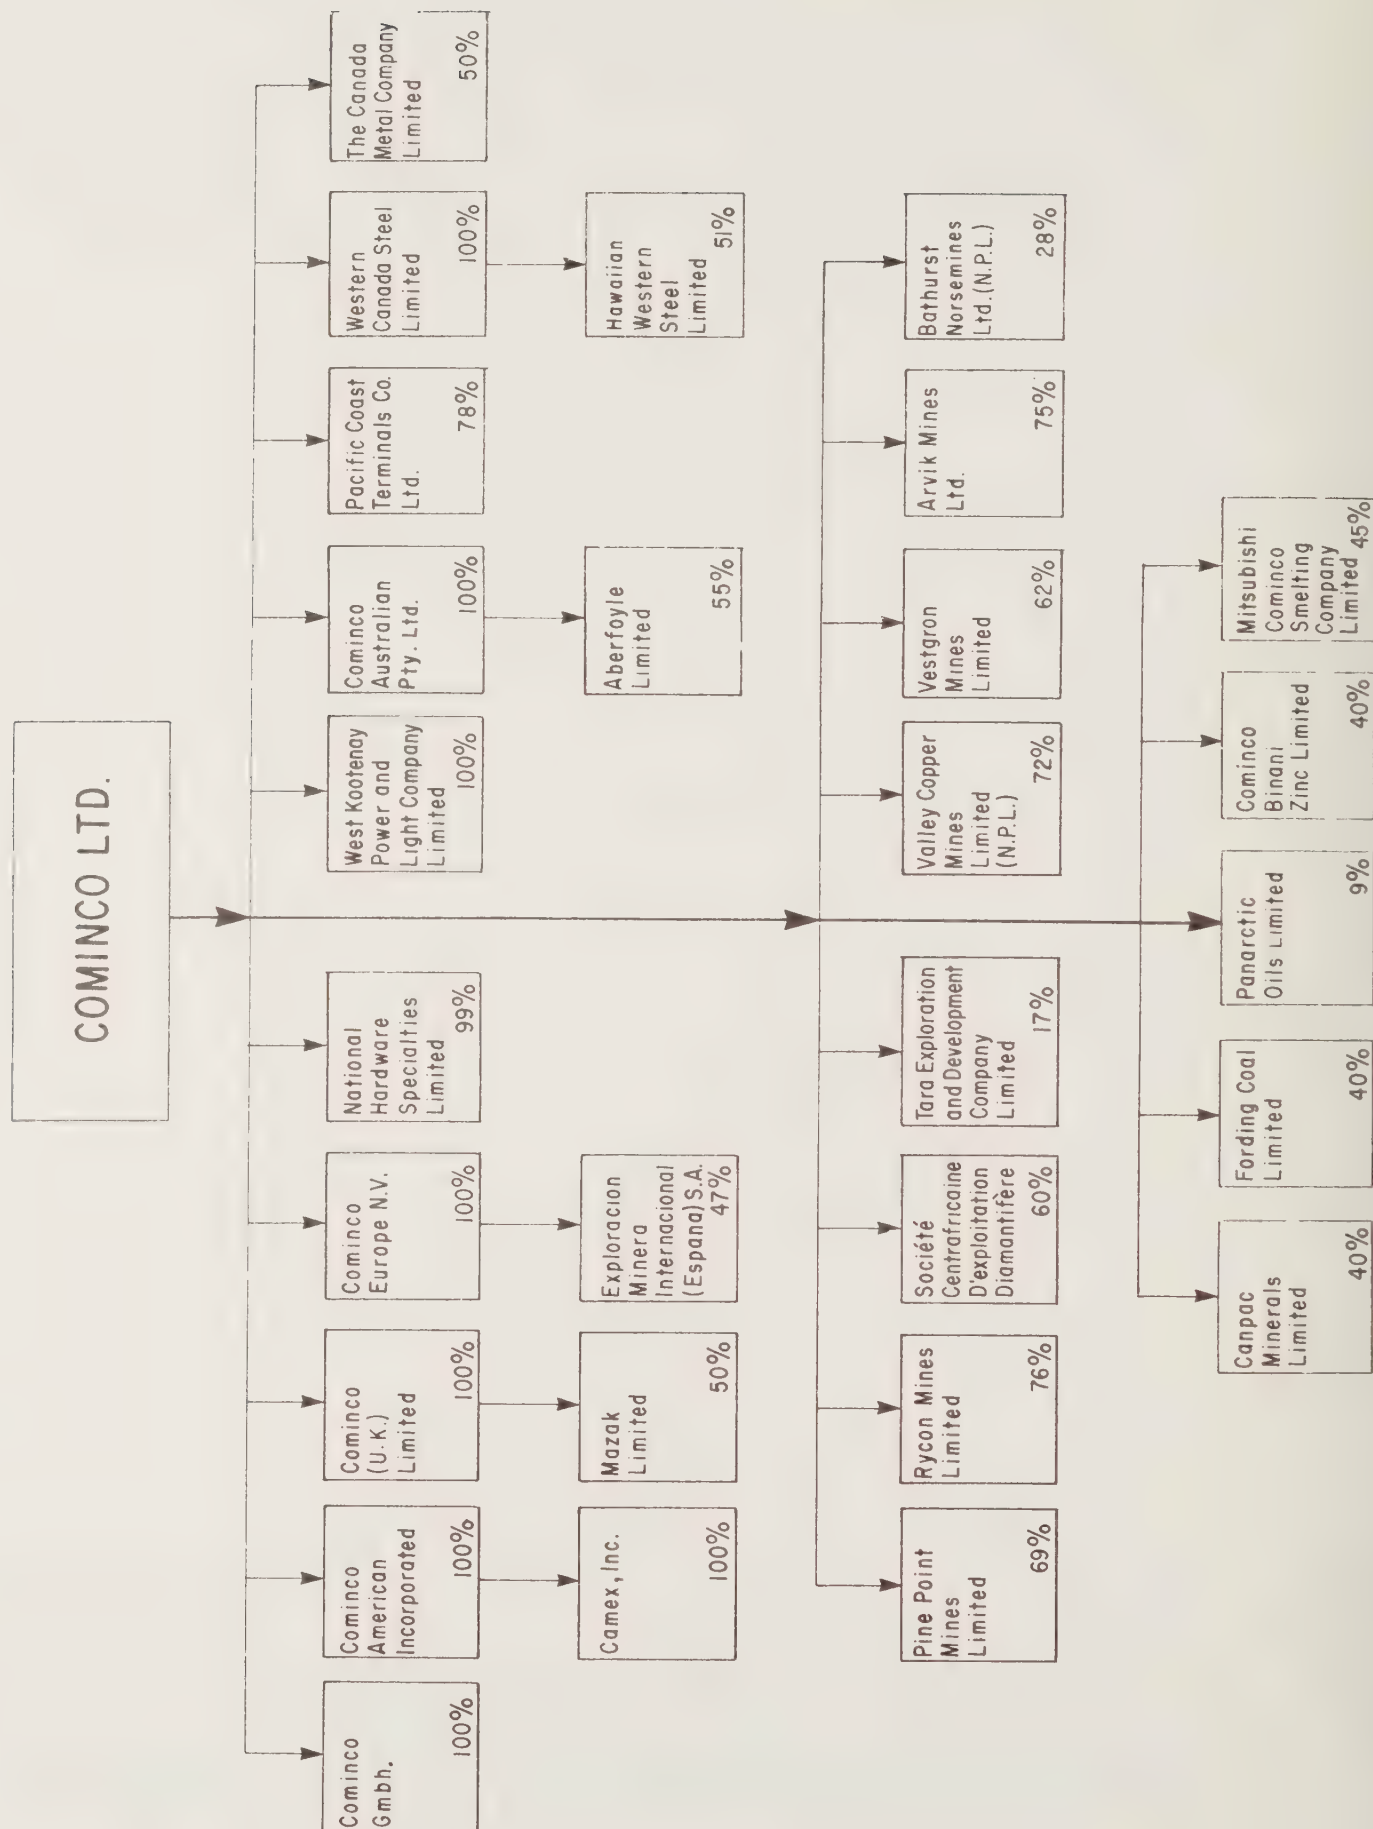 COMINCO LTD.
Cominco
Gmbh.
100%
Cominco
American
Incorporated
100%
Cominco
(U.K.)
Limited
100%
Cominco
Europe N.V.
100%
National
Hardware
Specialties
Limited
99%
West Kootenay
Power and
Light Company
Limited
100%
Cominco
Australian
Pty. Ltd.
100%
Pacific Coast
Terminals Co.
Ltd.
78%
Western
Canada Steel
Limited
100%
The Canada
Metal Company
Limited
50%
Camex, Inc.
100%
Mazak
Limited
50%
Exploracion
Minera
Internacional
(Espana) S.A.
47%
Aberfoyle
Limited
55%
Hawaiian
Western
Steel
Limited
51%
Pine Point
Mines
Limited
69%
Rycon Mines
Limited
76%
Société
Centrafricaine
D'exploitation
Diamantifère
60%
Tara Exploration
and Development
Company
Limited
17%
Valley Copper
Mines
Limited
(N.P.L.)
72%
Vestgron
Mines
Limited
62%
Arvik Mines
Ltd.
75%
Bathurst
Norsemines
Ltd. (N.P.L.)
28%
Canpac
Minerals
Limited
40%
Fording Coal
Limited
40%
Panarctic
Oils Limited
9%
Cominco
Binani
Zinc Limited
40%
Mitsubishi
Cominco
Smelting
Company
Limited 45%